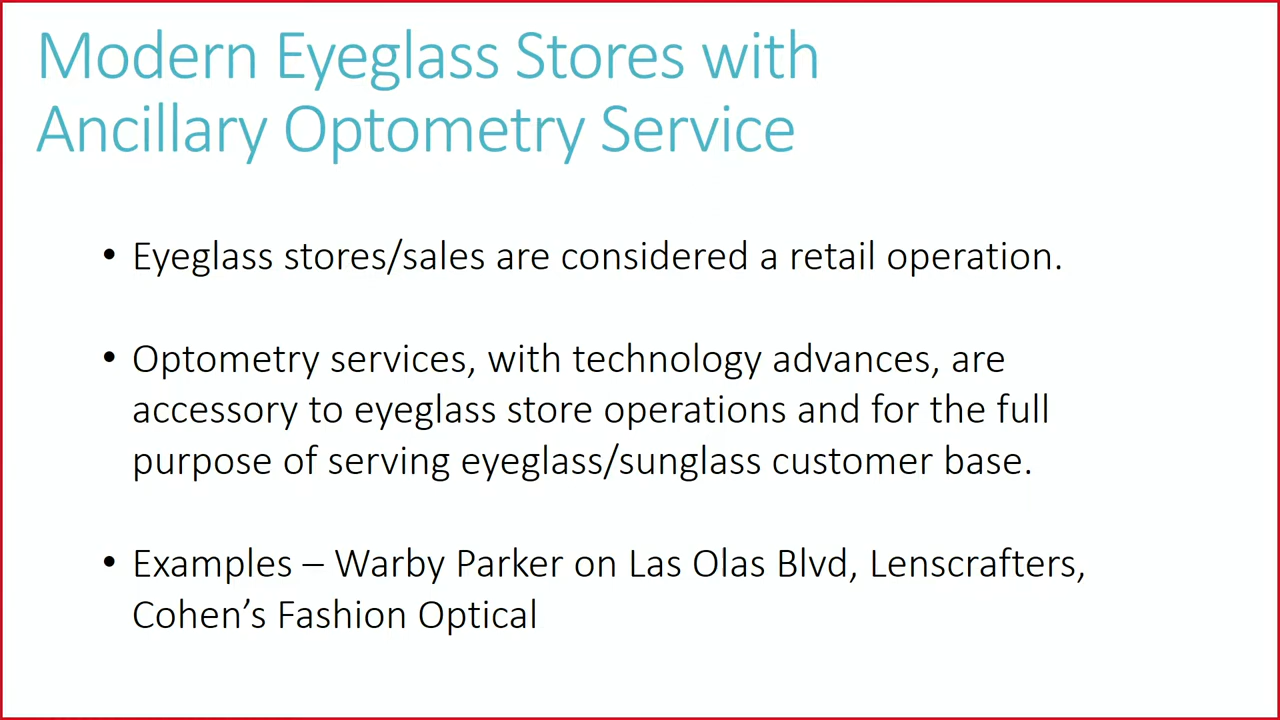 Modern Eyeglass Stores with
Ancillary Optometry Service
• Eyeglass stores/sales are considered a retail operation.
• Optometry services, with technology advances, are
accessory to eyeglass store operations and for the full
purpose of serving eyeglass/sunglass customer base.
• Examples – Warby Parker on Las Olas Blvd, Lenscrafters,
Cohen’s Fashion Optical